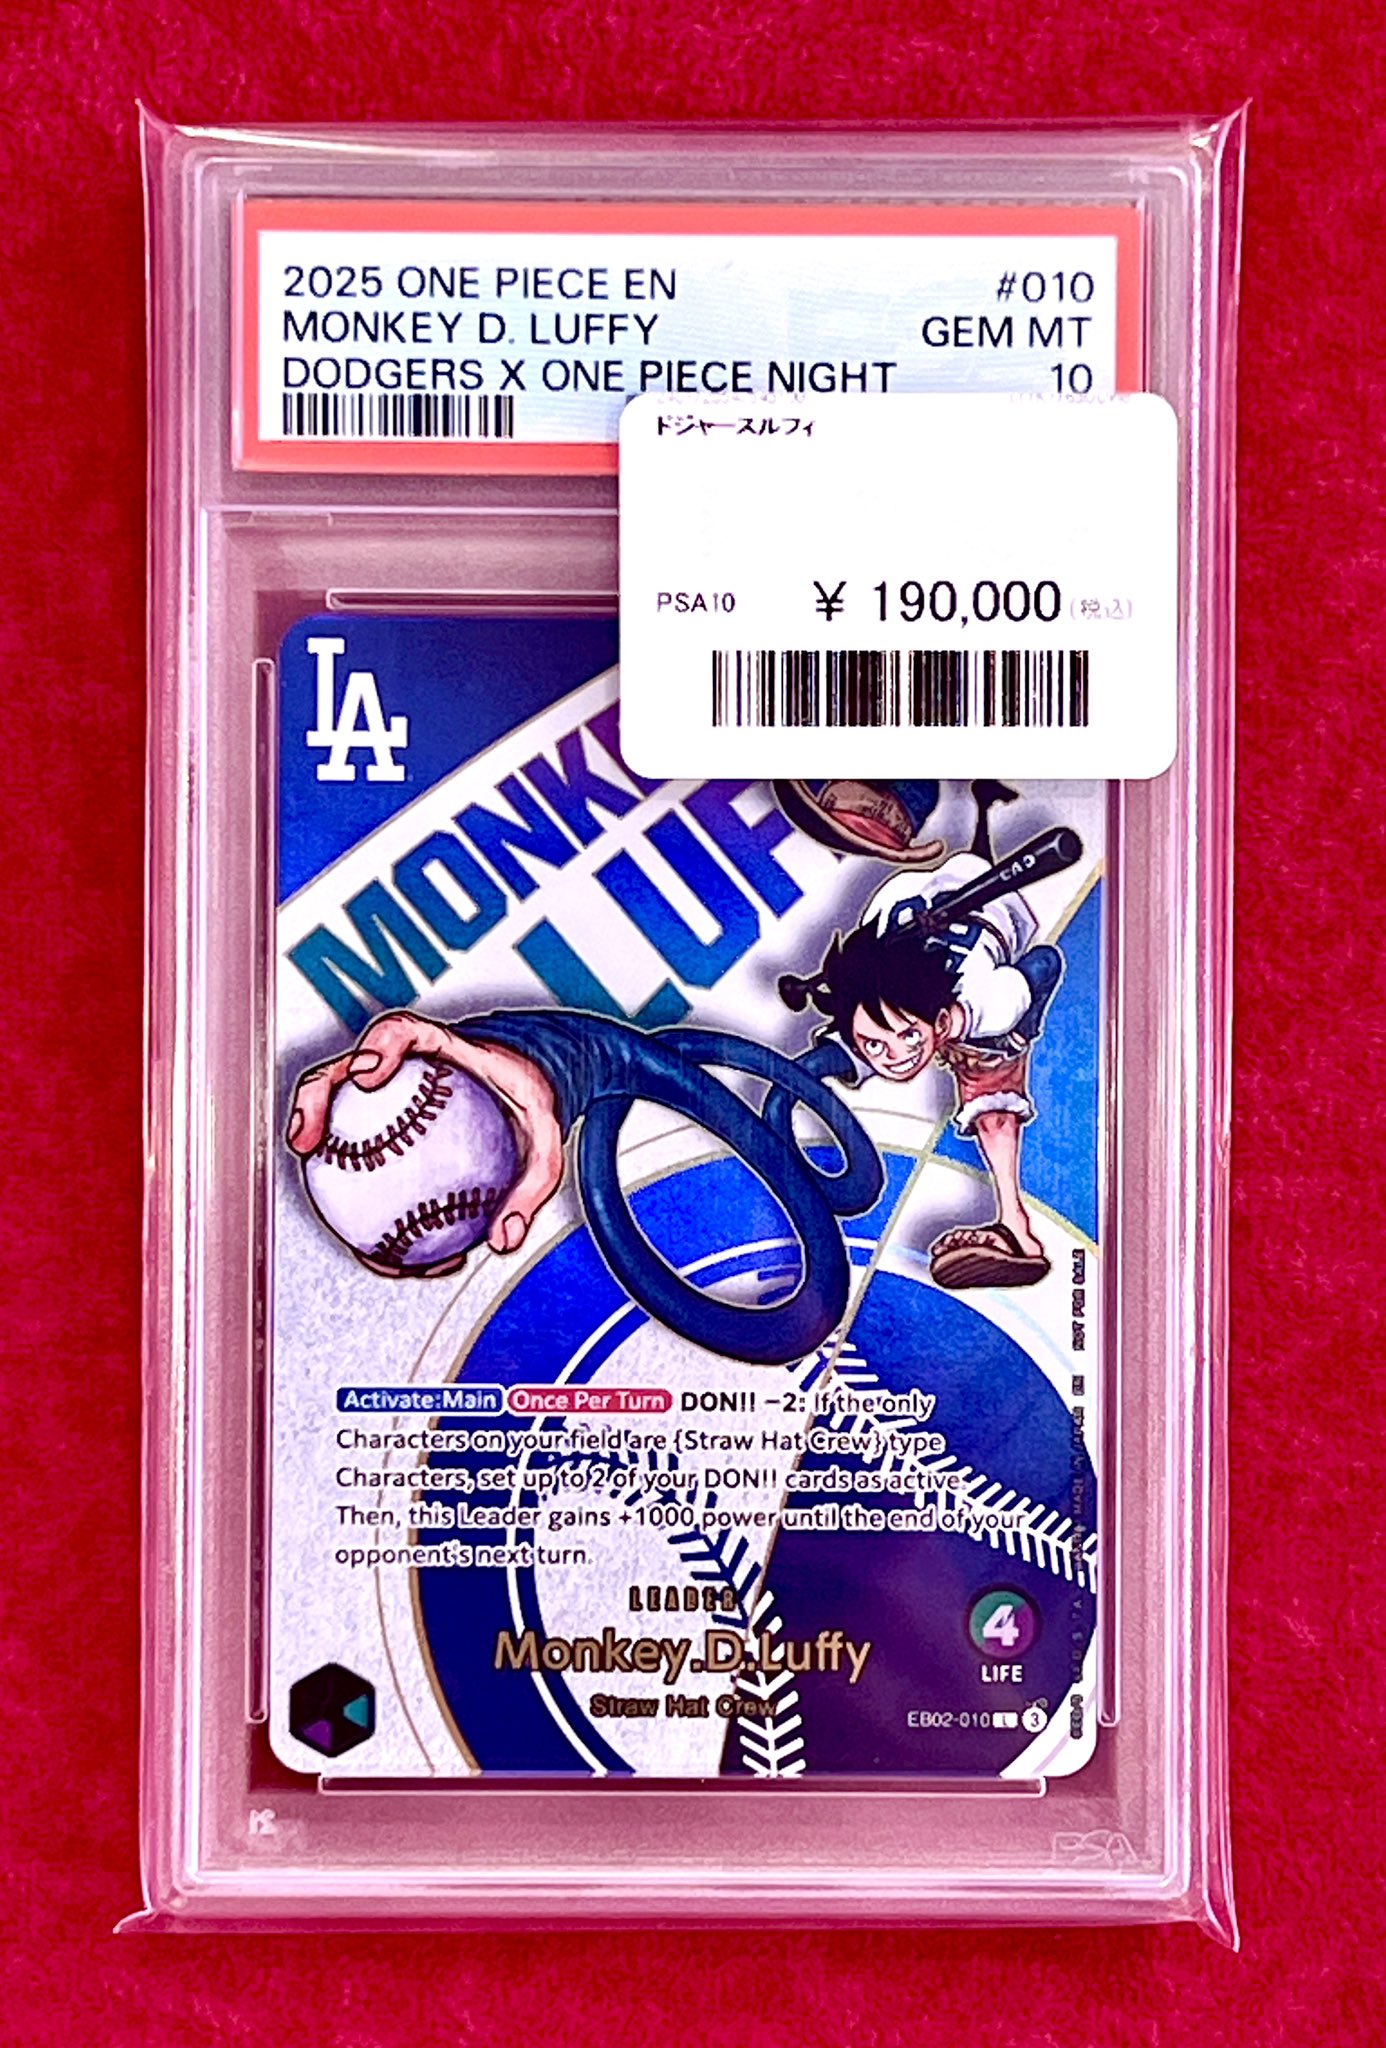 2025 ONE PIECE EN #010
MONKEY D. LUFFY GEM MT
DODGERS X ONE PIECE NIGHT 10
ドジャースルフィ
PSA10 ¥ 190,000 (税込)
LA
MONK
LUF
NOT FOR SALE
Activate:Main Once Per Turn DON!! −2: If the only
Characters on your field are {Straw Hat Crew} type
Characters, set up to 2 of your DON!! cards as active.
Then, this Leader gains +1000 power until the end of your
opponent's next turn.
LEADER
Monkey.D.Luffy
4
LIFE
Straw Hat Crew
EB02-010 L 3
PSA